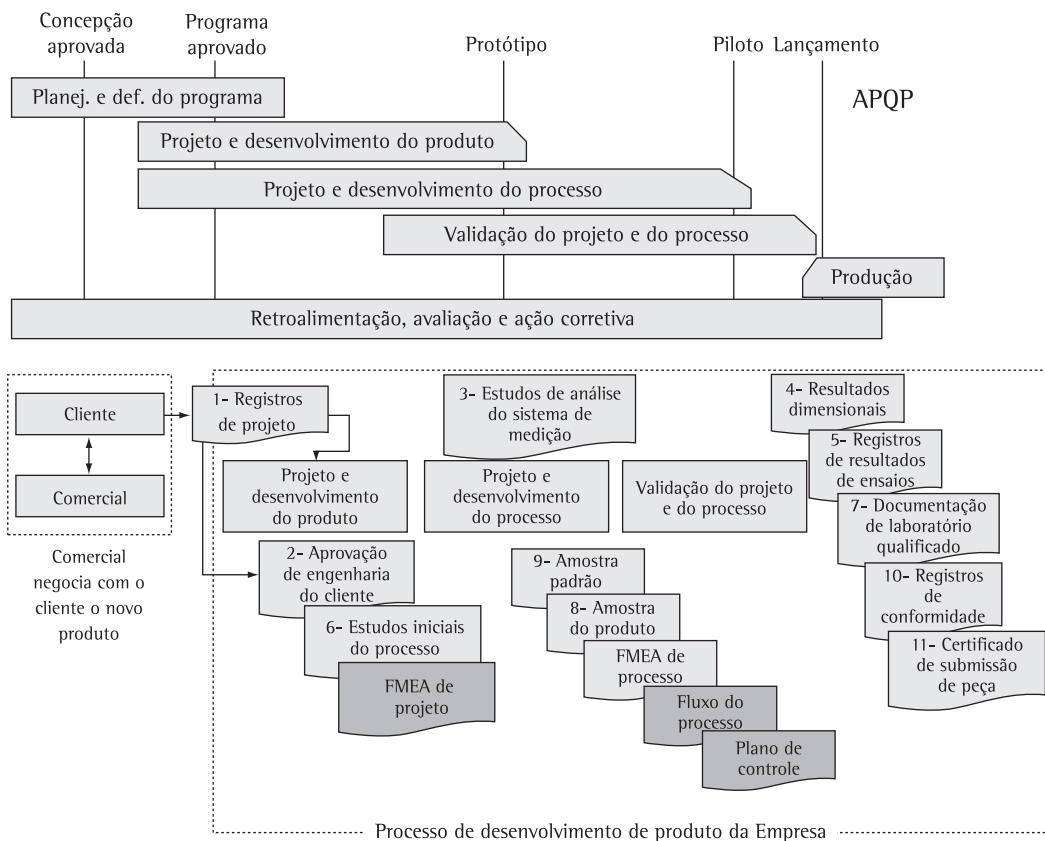 Concepção
aprovada
Programa
aprovado
Protótipo
Piloto
Lançamento
APQP
Planej. e def. do programa
Projeto e desenvolvimento do produto
Projeto e desenvolvimento do processo
Validação do projeto e do processo
Produção
Retroalimentação, avaliação e ação corretiva
Cliente
Comercial
Comercial
negocia com o
cliente o novo
produto
1- Registros
de projeto
3- Estudos de análise
do sistema de
medição
4- Resultados
dimensionais
5- Registros
de resultados
de ensaios
Projeto e
desenvolvimento
do produto
Projeto e
desenvolvimento
do processo
Validação do projeto
e do processo
7- Documentação
de laboratório
qualificado
2- Aprovação
de engenharia
do cliente
9- Amostra
padrão
10- Registros
de
conformidade
6- Estudos iniciais
do processo
8- Amostra
do produto
11- Certificado
de submissão
de peça
FMEA de
projeto
FMEA de
processo
Fluxo do
processo
Plano de
controle
Processo de desenvolvimento de produto da Empresa